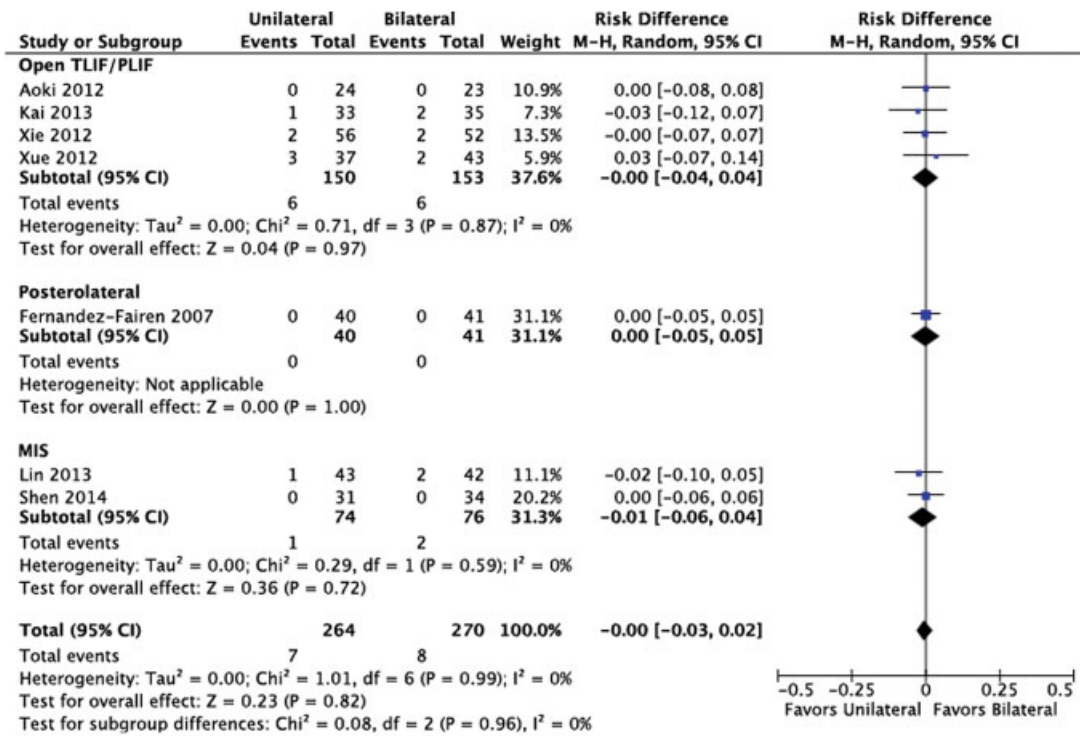 Unilateral Bilateral Risk Difference Risk Difference
Study or Subgroup Events Total Events Total Weight M-H, Random, 95% CI M-H, Random, 95% CI
Open TLIF/PLIF
Aoki 2012 0 24 0 23 10.9% 0.00 [-0.08, 0.08]
Kai 2013 1 33 2 35 7.3% -0.03 [-0.12, 0.07]
Xie 2012 2 56 2 52 13.5% -0.00 [-0.07, 0.07]
Xue 2012 3 37 2 43 5.9% 0.03 [-0.07, 0.14]
Subtotal (95% CI) 150 153 37.6% -0.00 [-0.04, 0.04]
Total events 6 6
Heterogeneity: Tau² = 0.00; Chi² = 0.71, df = 3 (P = 0.87); I² = 0%
Test for overall effect: Z = 0.04 (P = 0.97)
Posterolateral
Fernandez-Fairen 2007 0 40 0 41 31.1% 0.00 [-0.05, 0.05]
Subtotal (95% CI) 40 41 31.1% 0.00 [-0.05, 0.05]
Total events 0 0
Heterogeneity: Not applicable
Test for overall effect: Z = 0.00 (P = 1.00)
MIS
Lin 2013 1 43 2 42 11.1% -0.02 [-0.10, 0.05]
Shen 2014 0 31 0 34 20.2% 0.00 [-0.06, 0.06]
Subtotal (95% CI) 74 76 31.3% -0.01 [-0.06, 0.04]
Total events 1 2
Heterogeneity: Tau² = 0.00; Chi² = 0.29, df = 1 (P = 0.59); I² = 0%
Test for overall effect: Z = 0.36 (P = 0.72)
Total (95% CI) 264 270 100.0% -0.00 [-0.03, 0.02]
Total events 7 8
Heterogeneity: Tau² = 0.00; Chi² = 1.01, df = 6 (P = 0.99); I² = 0%
Test for overall effect: Z = 0.23 (P = 0.82)
Test for subgroup differences: Chi² = 0.08, df = 2 (P = 0.96), I² = 0%
-0.5 -0.25 0 0.25 0.5
Favors Unilateral Favors Bilateral